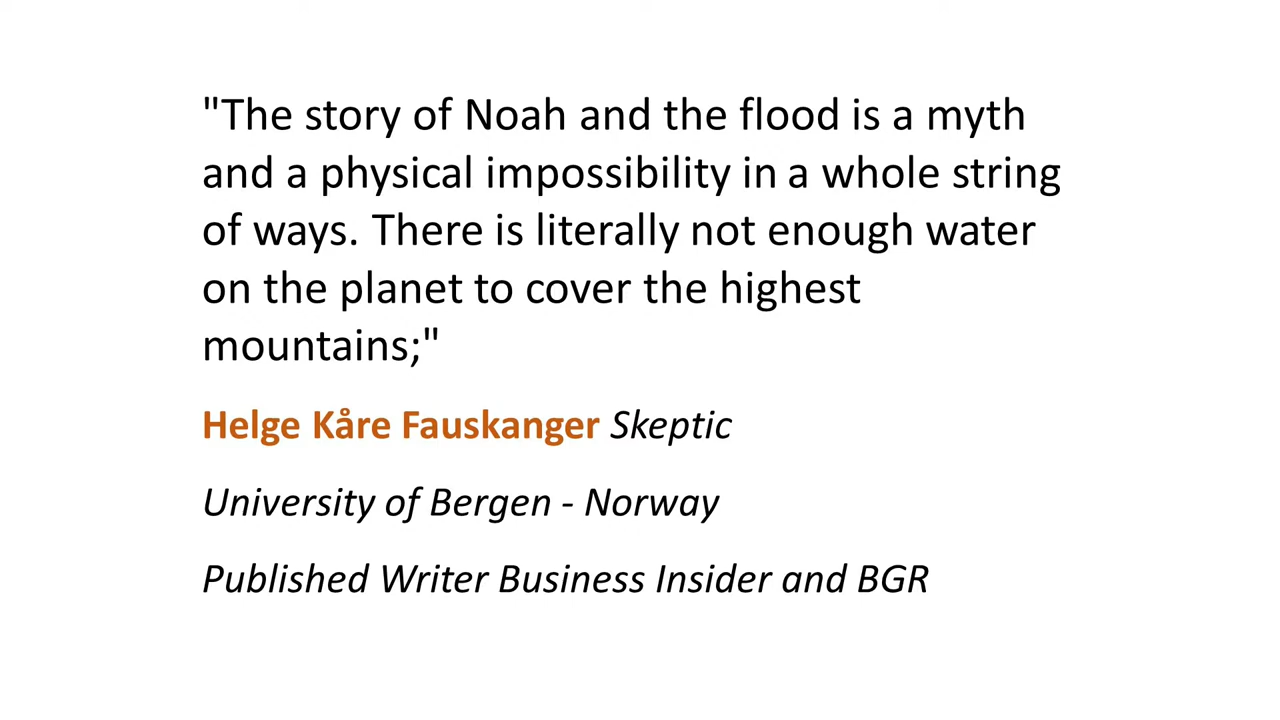 "The story of Noah and the flood is a myth
and a physical impossibility in a whole string
of ways. There is literally not enough water
on the planet to cover the highest
mountains;"
Helge Kåre Fauskanger Skeptic
University of Bergen - Norway
Published Writer Business Insider and BGR